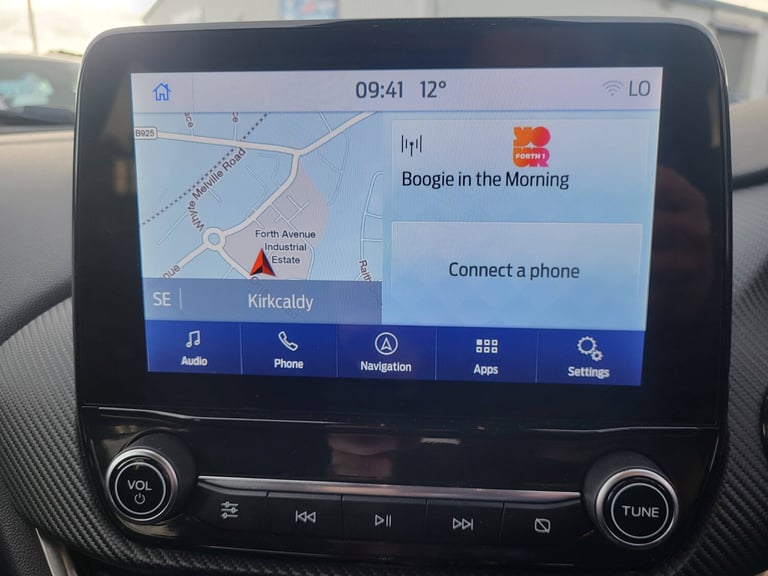 09:41 12° LO
B925
Whyte Melville Road
Forth Avenue
Industrial
Estate
SE
Kirkcaldy
FORTH 1
Boogie in the Morning
Connect a phone
Audio
Phone
Navigation
Apps
Settings
VOL
TUNE